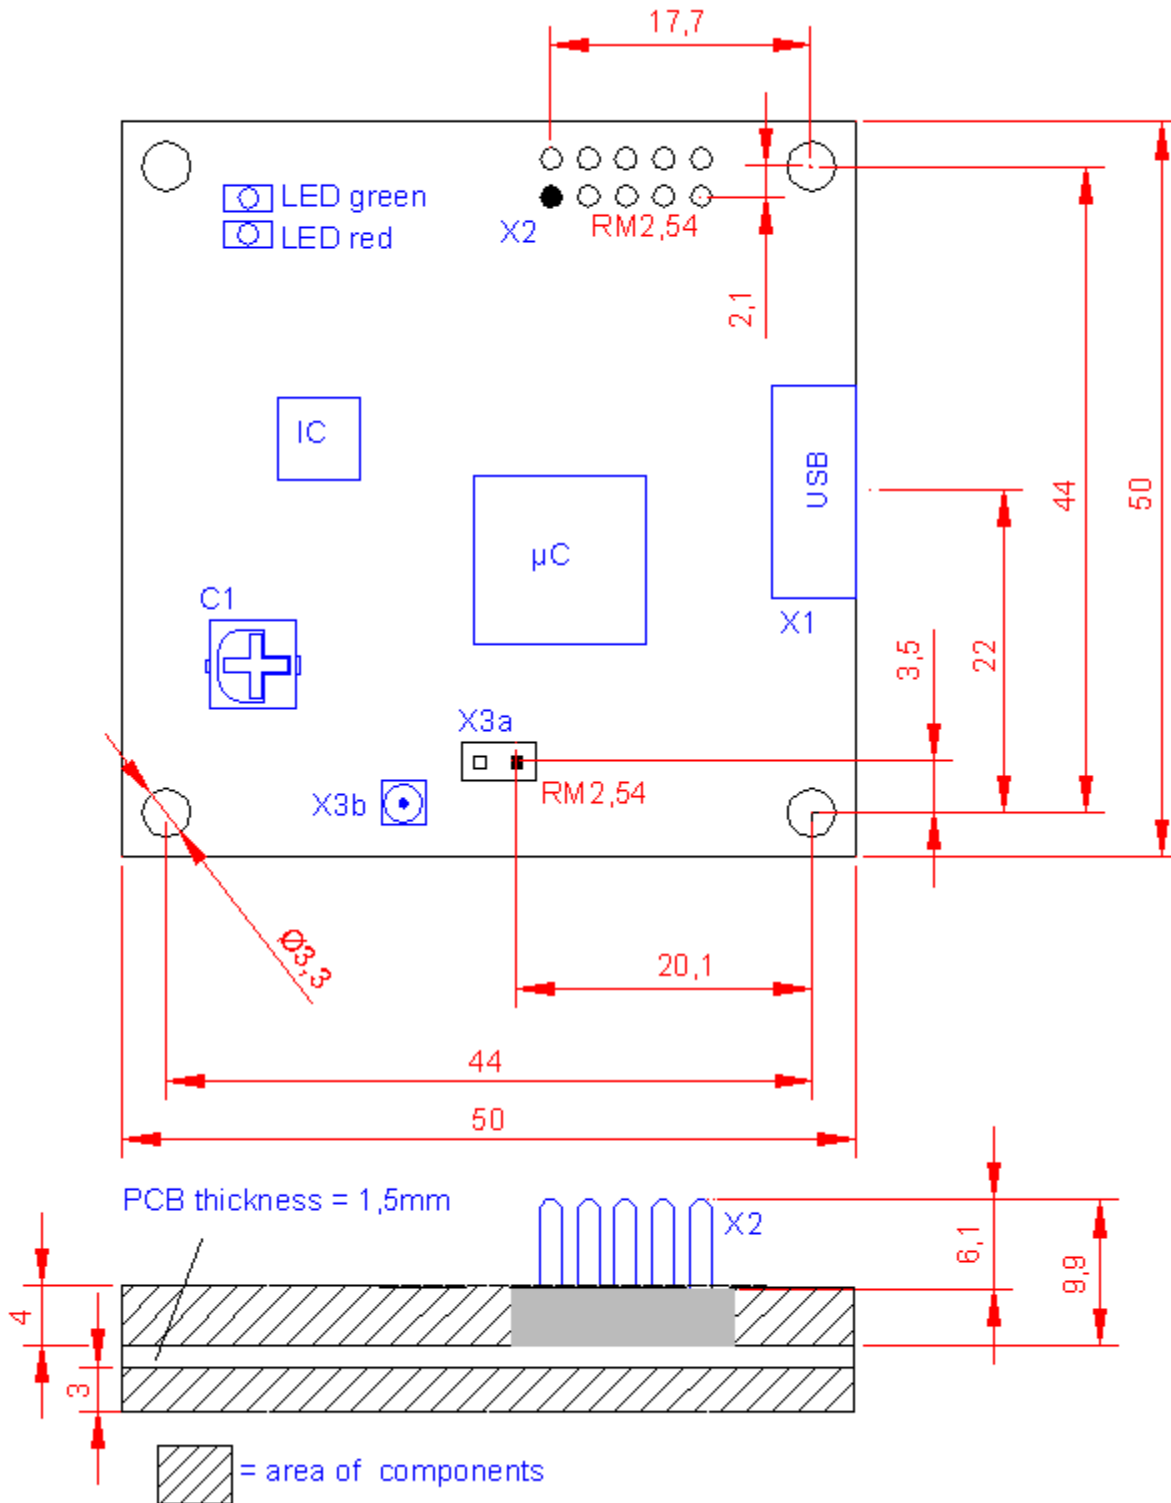 17,7
LED green
LED red
X2
RM2,54
2,1
IC
USB
44
50
µC
C1
X1
3,5
22
X3a
X3b
RM2,54
Ø3,3
20,1
44
50
PCB thickness = 1,5mm
X2
6,1
9,9
4
3
= area of components